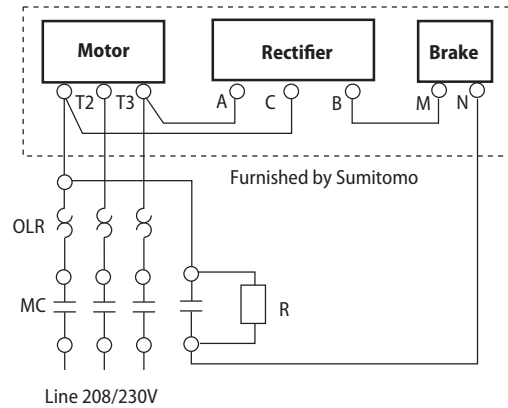 Motor Rectifier Brake
T2 T3 A C B M N
Furnished by Sumitomo
OLR
MC R
Line 208/230V